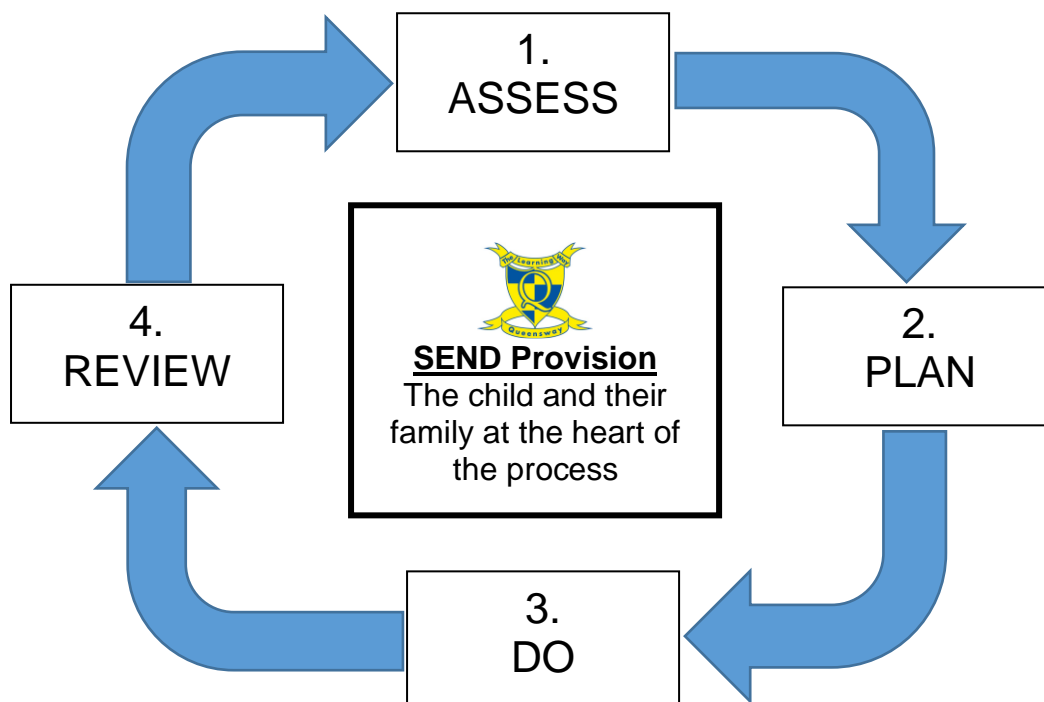 1.
ASSESS
2.
PLAN
3.
DO
4.
REVIEW
The Learning Way
Q
Queensway
SEND Provision
The child and their
family at the heart of
the process